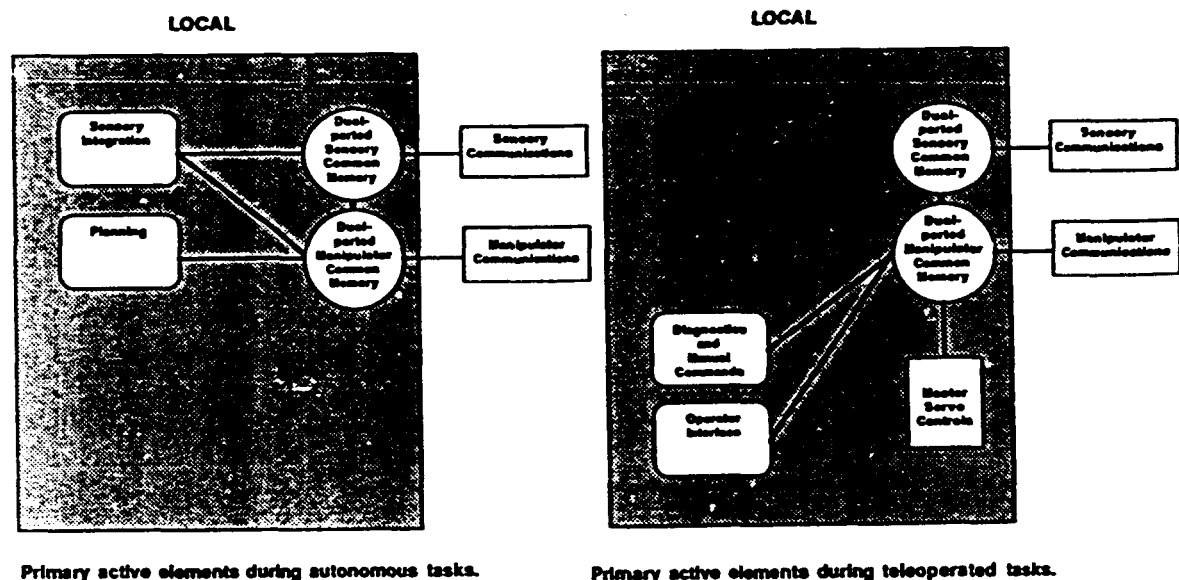 LOCAL
Sensory
Integration
Planning
Dual-
ported
Sensory
Common
Memory
Dual-
ported
Manipulator
Common
Memory
Sensory
Communications
Manipulator
Communications
Primary active elements during autonomous tasks.
LOCAL
Dual-
ported
Sensory
Common
Memory
Dual-
ported
Manipulator
Common
Memory
Sensory
Communications
Manipulator
Communications
Diagnostics
and
Manual
Commands
Operator
Interface
Master
Servo
Controls
Primary active elements during teleoperated tasks.